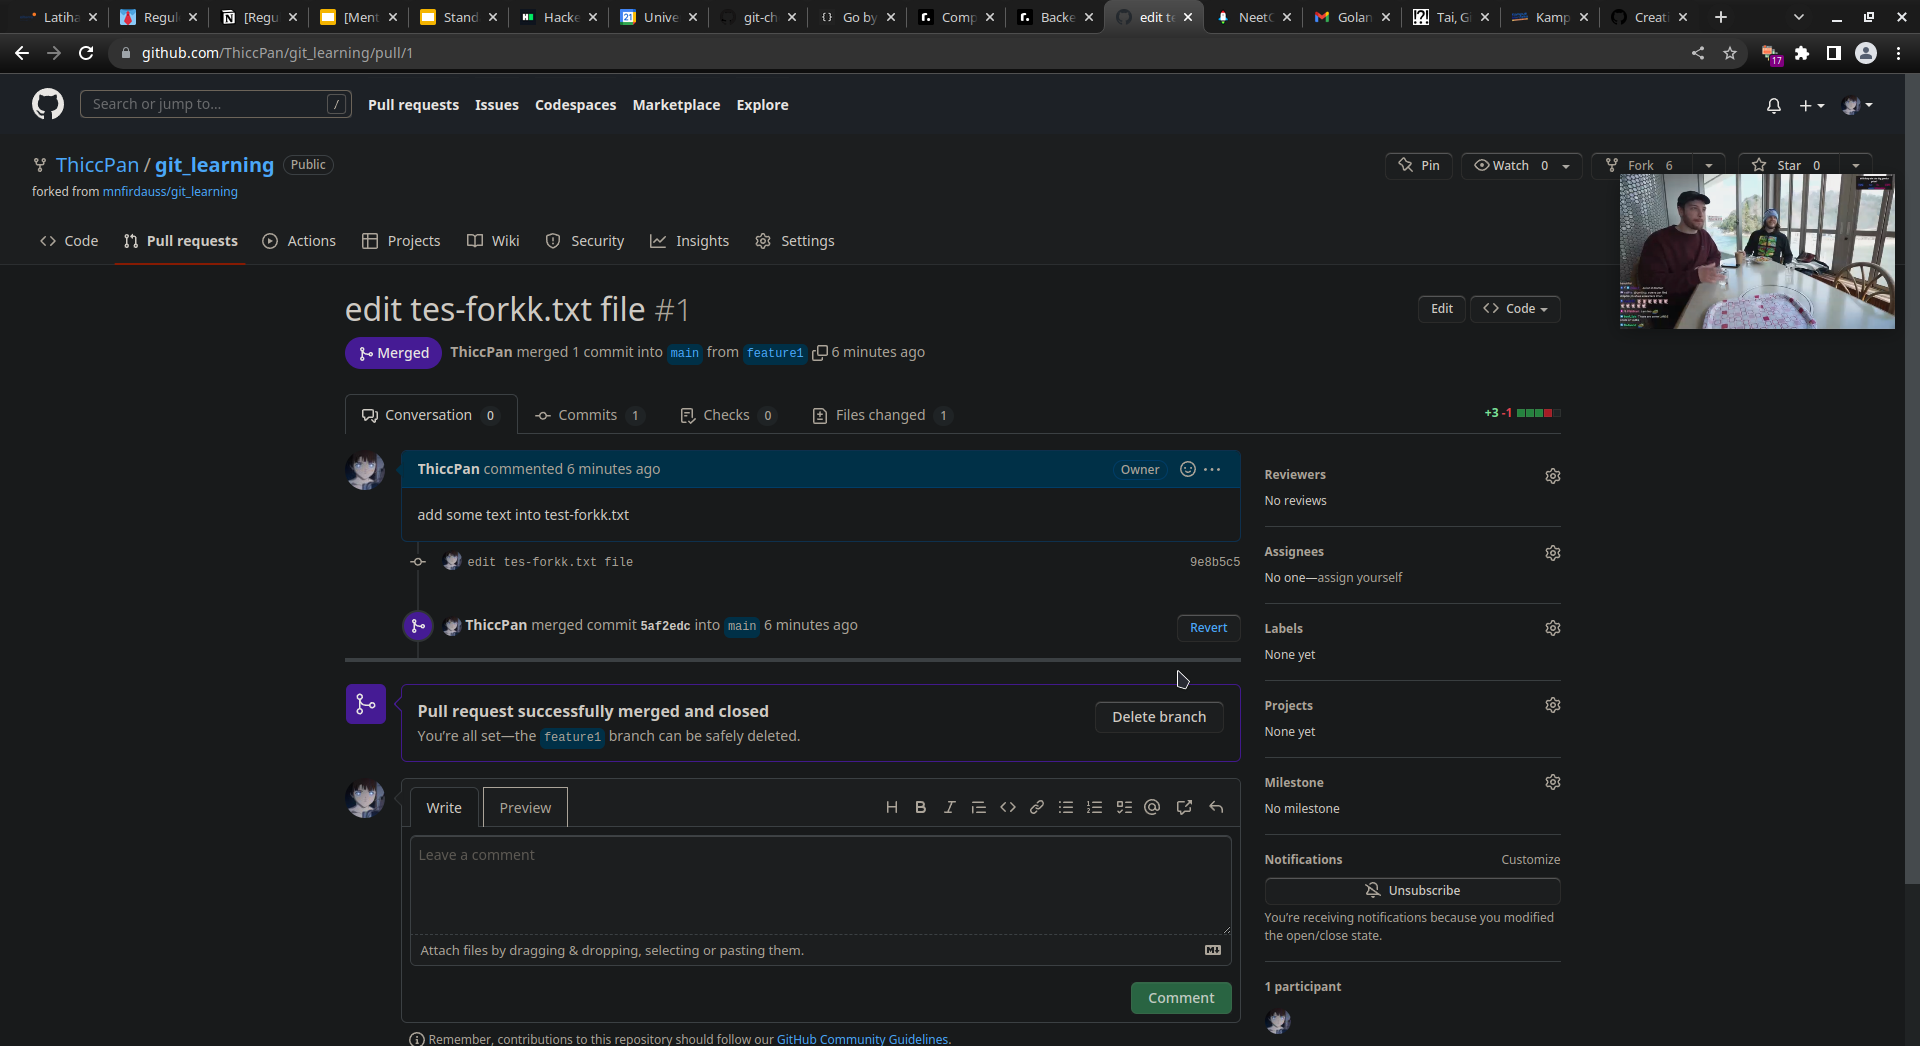 Latiha
Regul
[Regu
[Ment
Stand
Hacke
21 Unive
git-ch
Go by
Comp
Backe
edit te
NeetC
Golan
Tai, Gi
Kamp
Creati
github.com/ThiccPan/git_learning/pull/1
17
Search or jump to... /
Pull requests Issues Codespaces Marketplace Explore
ThiccPan / git_learning Public
Pin
Watch 0
Fork 6
Star 0
forked from mnfirdauss/git_learning
Code
Pull requests
Actions
Projects
Wiki
Security
Insights
Settings
edit tes-forkk.txt file #1
Edit
Code
Merged
ThiccPan merged 1 commit into main from feature1 6 minutes ago
Conversation 0
Commits 1
Checks 0
Files changed 1
+3 -1
ThiccPan commented 6 minutes ago
Owner
add some text into test-forkk.txt
edit tes-forkk.txt file
9e8b5c5
ThiccPan merged commit 5af2edc into main 6 minutes ago
Revert
Pull request successfully merged and closed
You're all set—the feature1 branch can be safely deleted.
Delete branch
Write
Preview
Leave a comment
Attach files by dragging & dropping, selecting or pasting them.
Comment
Remember, contributions to this repository should follow our GitHub Community Guidelines.
Reviewers
No reviews
Assignees
No one—assign yourself
Labels
None yet
Projects
None yet
Milestone
No milestone
Notifications
Customize
Unsubscribe
You're receiving notifications because you modified
the open/close state.
1 participant